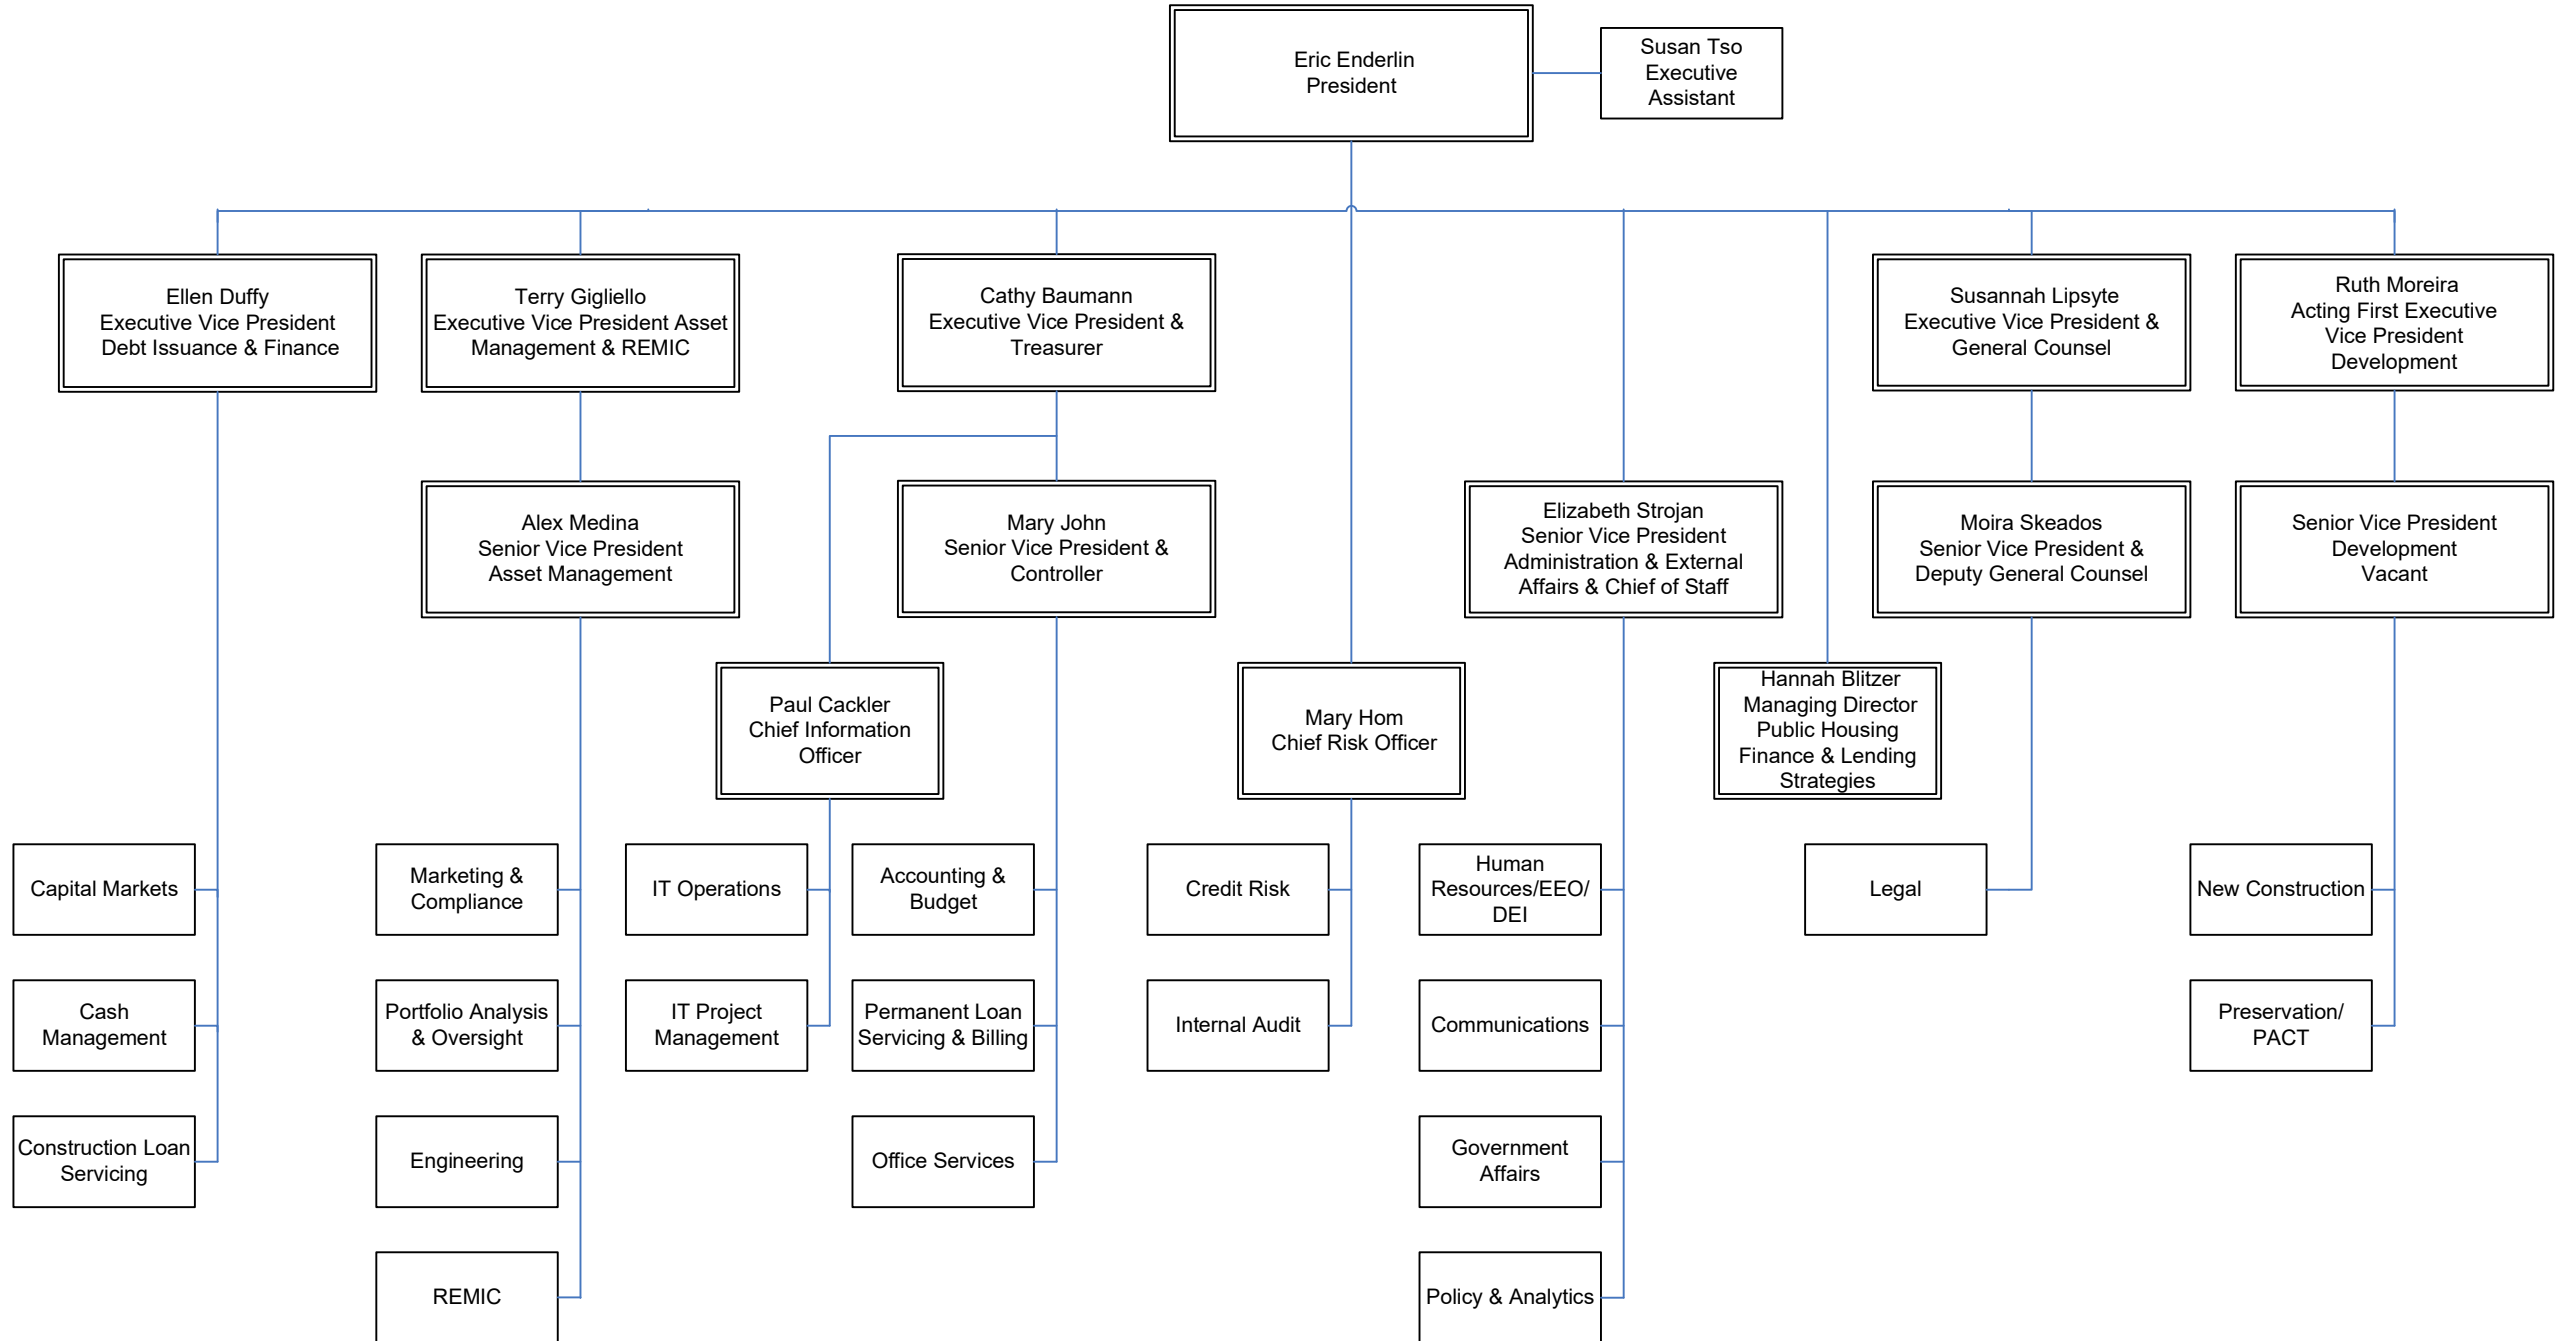 Eric Enderlin
President
Susan Tso
Executive
Assistant
Ellen Duffy
Executive Vice President
Debt Issuance & Finance
Terry Gigliello
Executive Vice President Asset
Management & REMIC
Cathy Baumann
Executive Vice President &
Treasurer
Susannah Lipsyte
Executive Vice President &
General Counsel
Ruth Moreira
Acting First Executive
Vice President
Development
Alex Medina
Senior Vice President
Asset Management
Mary John
Senior Vice President &
Controller
Elizabeth Strojan
Senior Vice President
Administration & External
Affairs & Chief of Staff
Moira Skeados
Senior Vice President &
Deputy General Counsel
Senior Vice President
Development
Vacant
Paul Cackler
Chief Information
Officer
Mary Hom
Chief Risk Officer
Hannah Blitzer
Managing Director
Public Housing
Finance & Lending
Strategies
Capital Markets
Marketing &
Compliance
IT Operations
Accounting &
Budget
Credit Risk
Human
Resources/EEO/
DEI
Legal
New Construction
Cash
Management
Portfolio Analysis
& Oversight
IT Project
Management
Permanent Loan
Servicing & Billing
Internal Audit
Communications
Preservation/
PACT
Construction Loan
Servicing
Engineering
Office Services
Government
Affairs
REMIC
Policy & Analytics